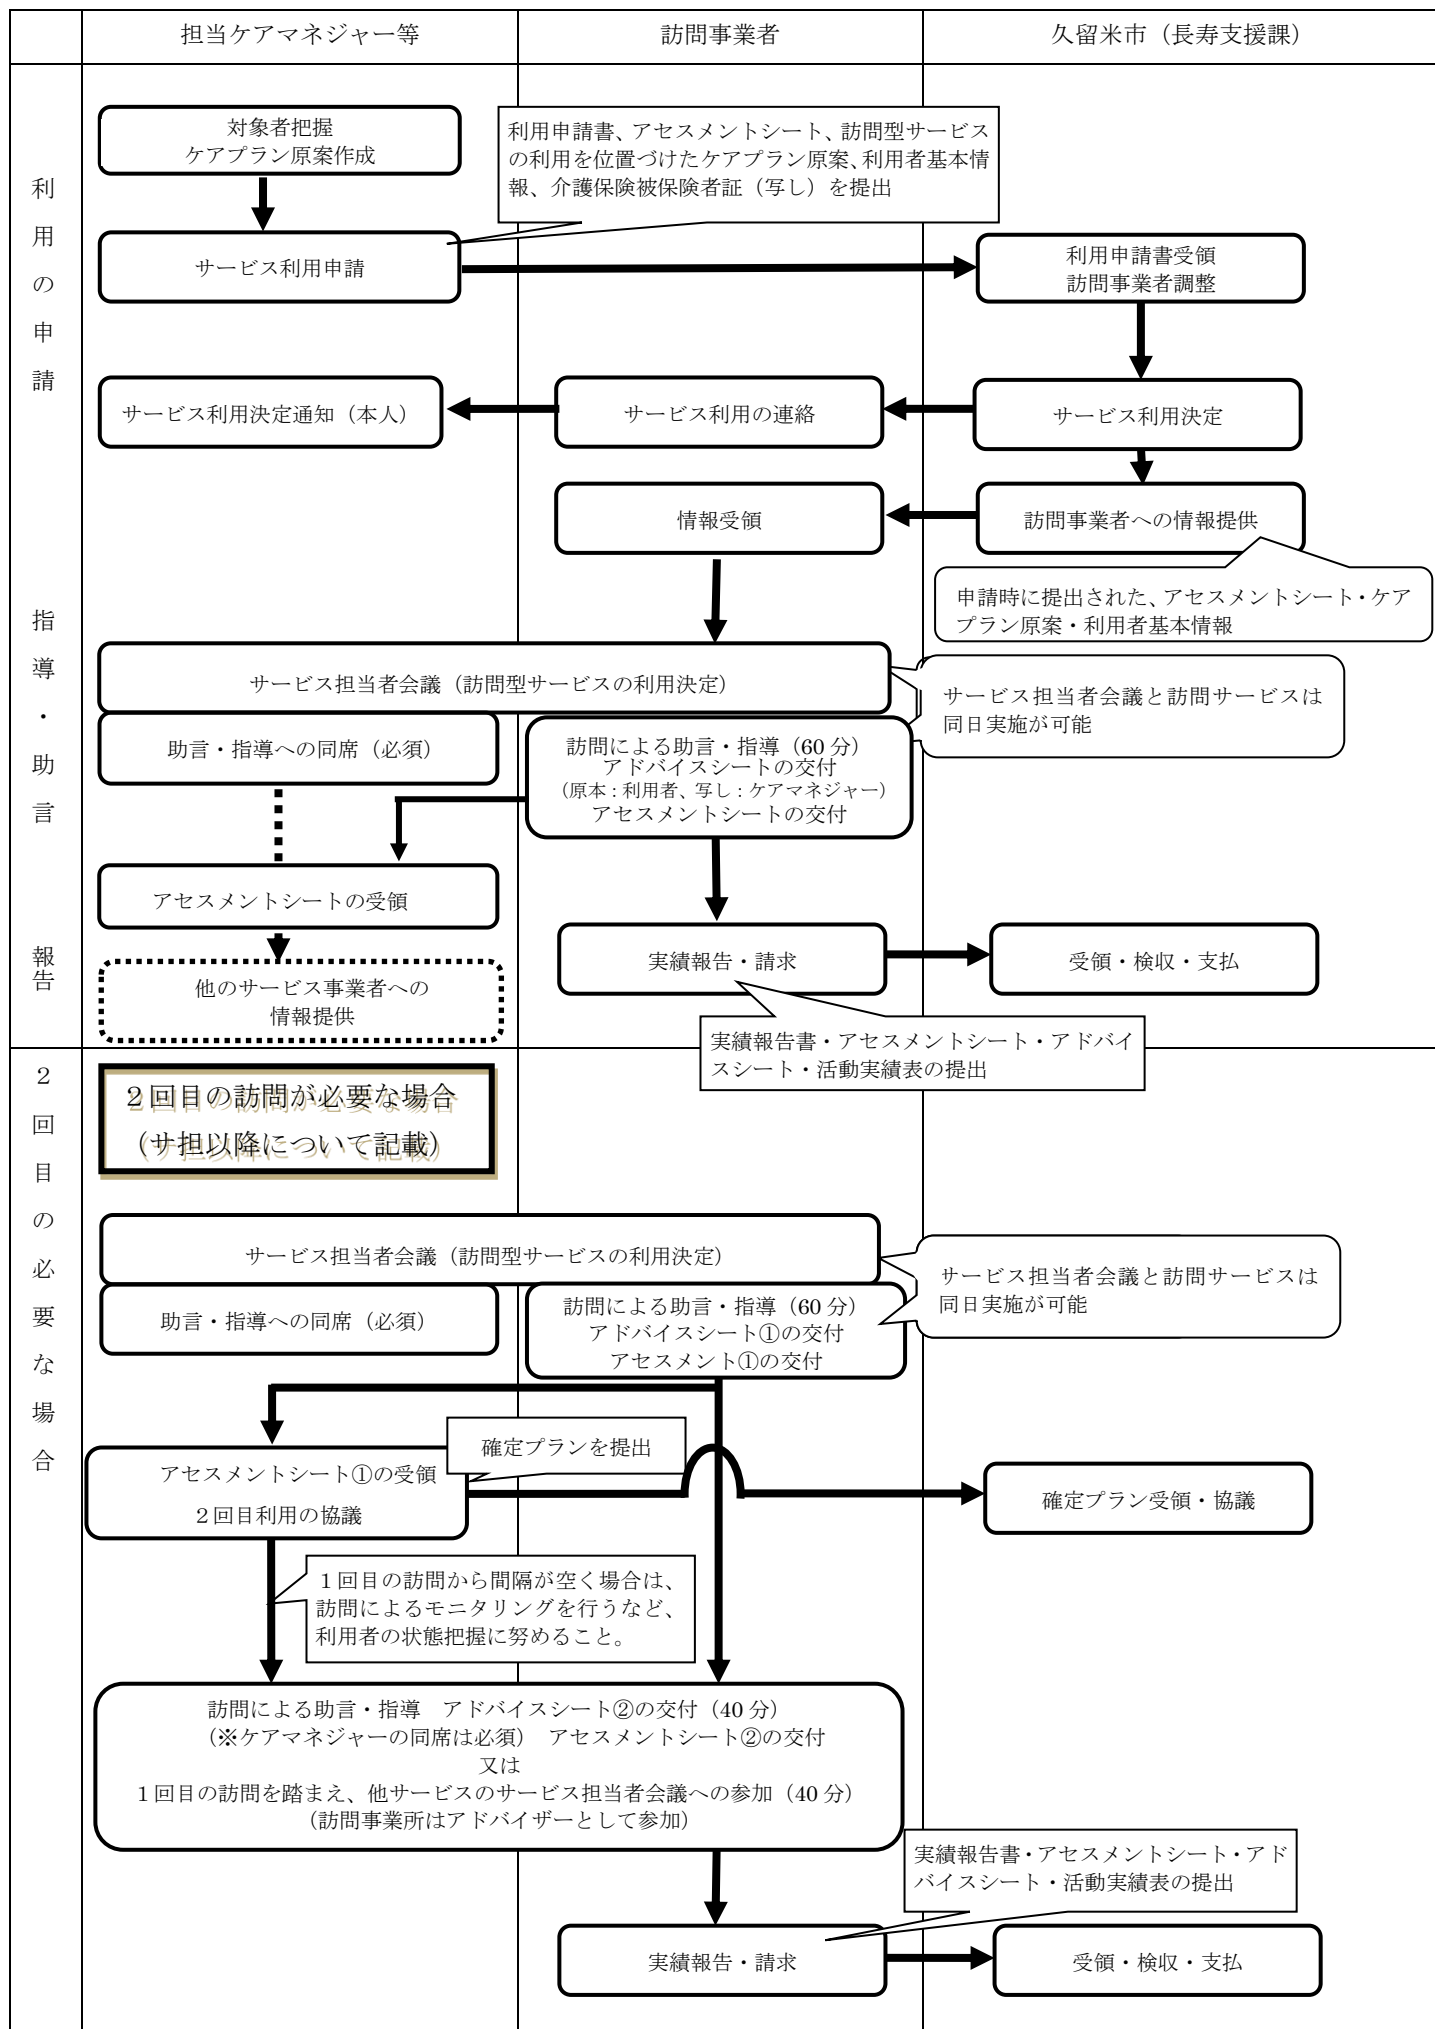 担当ケアマネジャー等
訪問事業者
久留米市（長寿支援課）
利用の申請
対象者把握
ケアプラン原案作成
利用申請書、アセスメントシート、訪問型サービス
の利用を位置づけたケアプラン原案、利用者基本情
報、介護保険被保険者証（写し）を提出
サービス利用申請
利用申請書受領
訪問事業者調整
サービス利用決定通知（本人）
サービス利用の連絡
サービス利用決定
情報受領
訪問事業者への情報提供
申請時に提出された、アセスメントシート・ケア
プラン原案・利用者基本情報
指導・助言
サービス担当者会議（訪問型サービスの利用決定）
サービス担当者会議と訪問サービスは
同日実施が可能
助言・指導への同席（必須）
訪問による助言・指導（60 分）
アドバイスシートの交付
（原本：利用者、写し：ケアマネジャー）
アセスメントシートの交付
アセスメントシートの受領
報告
実績報告・請求
受領・検収・支払
他のサービス事業者への
情報提供
実績報告書・アセスメントシート・アドバイ
スシート・活動実績表の提出
２回目の必要な場合
２回目の訪問が必要な場合
（サ担以降について記載）
サービス担当者会議（訪問型サービスの利用決定）
サービス担当者会議と訪問サービスは
同日実施が可能
助言・指導への同席（必須）
訪問による助言・指導（60 分）
アドバイスシート①の交付
アセスメント①の交付
確定プランを提出
アセスメントシート①の受領
２回目利用の協議
確定プラン受領・協議
１回目の訪問から間隔が空く場合は、
訪問によるモニタリングを行うなど、
利用者の状態把握に努めること。
訪問による助言・指導　アドバイスシート②の交付（40 分）
（※ケアマネジャーの同席は必須）　アセスメントシート②の交付
又は
１回目の訪問を踏まえ、他サービスのサービス担当者会議への参加（40 分）
（訪問事業所はアドバイザーとして参加）
実績報告書・アセスメントシート・アド
バイスシート・活動実績表の提出
実績報告・請求
受領・検収・支払